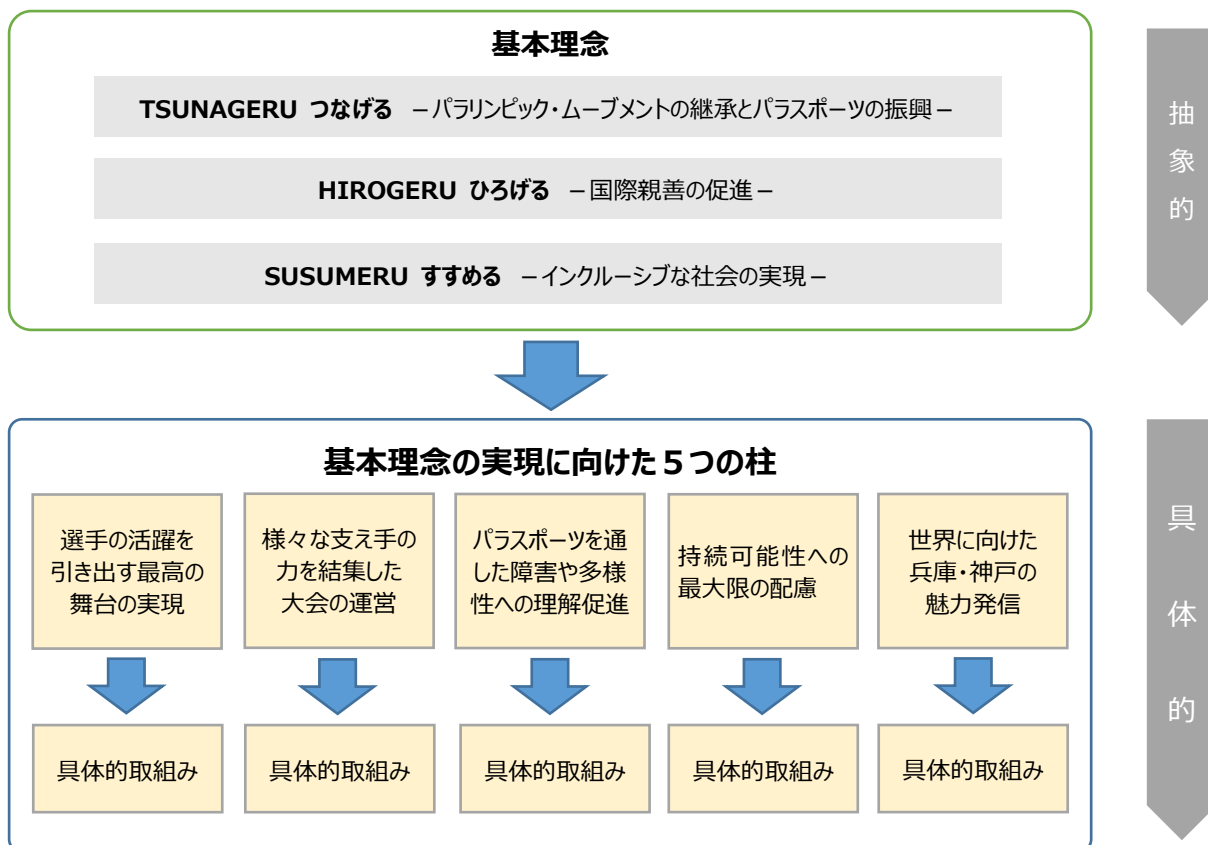 基本理念
TSUNAGERU つなげる －パラリンピック・ムーブメントの継承とパラスポーツの振興－
HIROGERU ひろげる －国際親善の促進－
SUSUMERU すすめる －インクルーシブな社会の実現－
抽象的
基本理念の実現に向けた５つの柱
選手の活躍を
引き出す最高の
舞台の実現
様々な支え手の
力を結集した
大会の運営
パラスポーツを通
した障害や多様
性への理解促進
持続可能性への
最大限の配慮
世界に向けた
兵庫・神戸の
魅力発信
具体的取組み
具体的取組み
具体的取組み
具体的取組み
具体的取組み
具体的